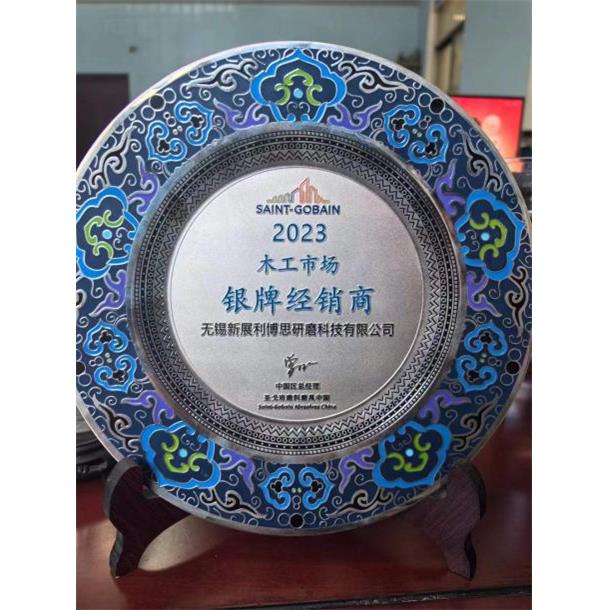 SAINT-GOBAIN
2023
木工市场
银牌经销商
无锡新展利博思研磨科技有限公司
中国区总经理
圣戈班磨料磨具中国
Saint-Gobain Abrasives China